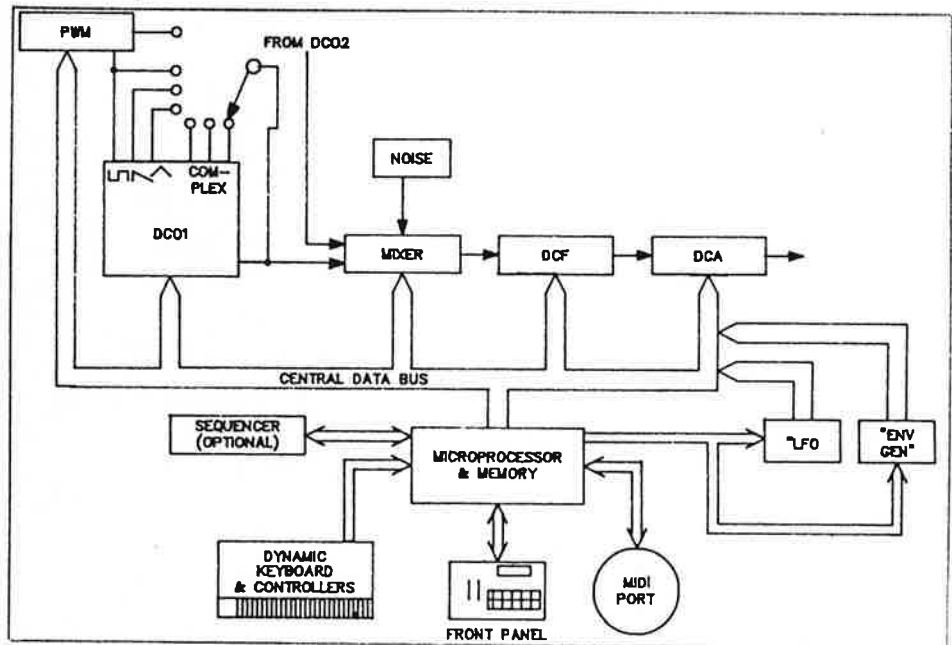 PWM
FROM DCO2
COM-
PLEX
DCO1
NOISE
MIXER
DCF
DCA
CENTRAL DATA BUS
SEQUENCER
(OPTIONAL)
MICROPROCESSOR
& MEMORY
"LFO
"ENV
GEN"
DYNAMIC
KEYBOARD
& CONTROLLERS
FRONT PANEL
MIDI
PORT